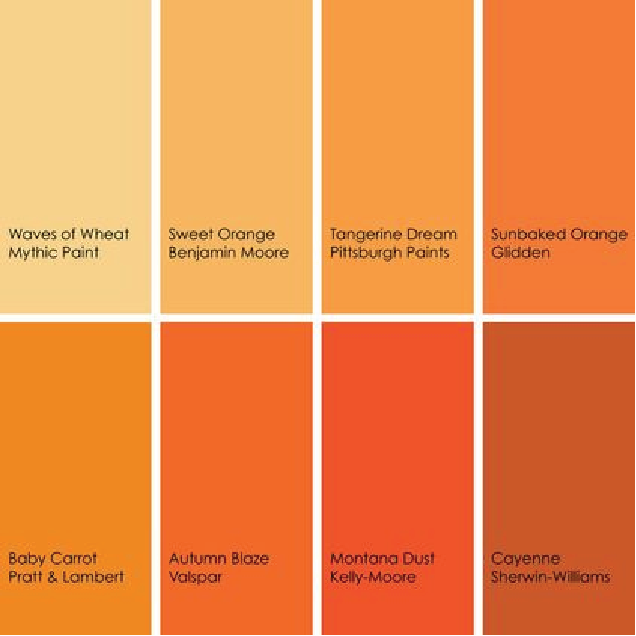 Waves of Wheat
Mythic Paint
Sweet Orange
Benjamin Moore
Tangerine Dream
Pittsburgh Paints
Sunbaked Orange
Glidden
Baby Carrot
Pratt & Lambert
Autumn Blaze
Valspar
Montana Dust
Kelly-Moore
Cayenne
Sherwin-Williams